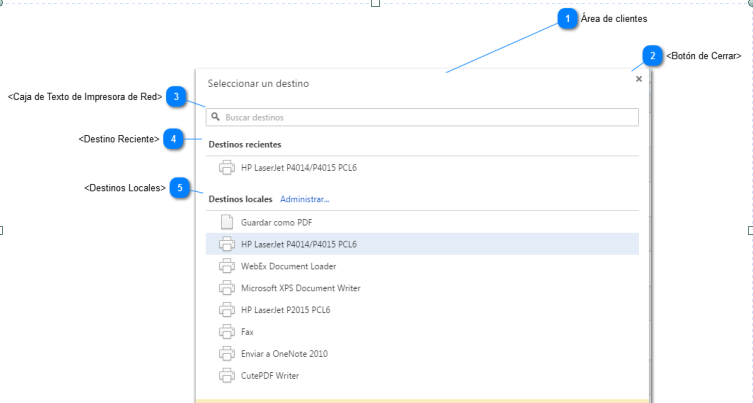 1 Área de clientes
2 <Botón de Cerrar>
Seleccionar un destino ×
<Caja de Texto de Impresora de Red> 3
Buscar destinos
<Destino Reciente> 4
Destinos recientes
HP LaserJet P4014/P4015 PCL6
<Destinos Locales> 5
Destinos locales Administrar...
Guardar como PDF
HP LaserJet P4014/P4015 PCL6
WebEx Document Loader
Microsoft XPS Document Writer
HP LaserJet P2015 PCL6
Fax
Enviar a OneNote 2010
CutePDF Writer